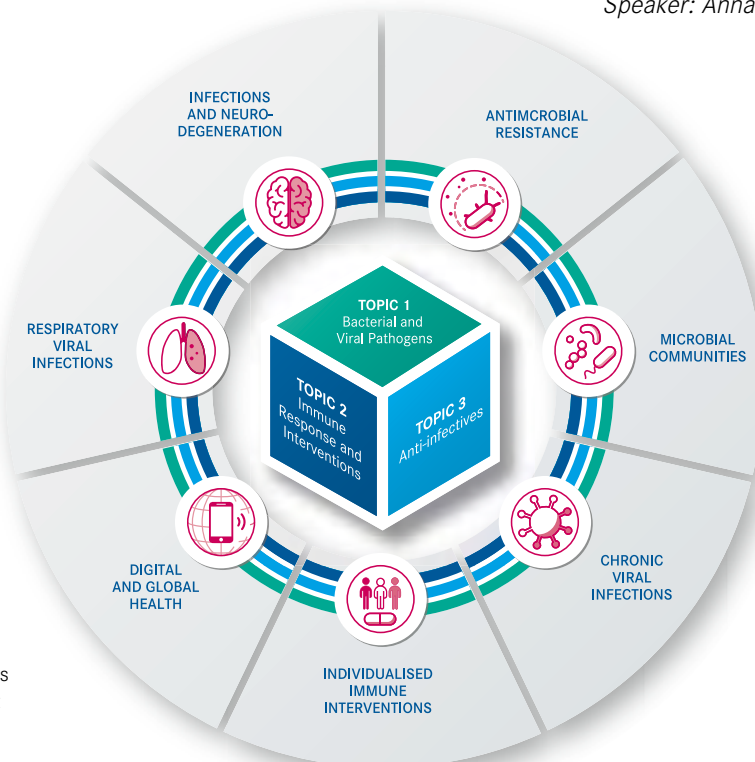 Speaker: Anna
INFECTIONS
AND NEURO-
DEGENERATION
ANTIMCROBIAL
RESISTANCE
RESPIRATORY
VIRAL
INFECTIONS
TOPIC 1
Bacterial and
Viral Pathogens
MICROBIAL
COMMUNITIES
TOPIC 2
Immune
Response and
Interventions
TOPIC 3
Anti-infectives
DIGITAL
AND GLOBAL
HEALTH
CHRONIC
VIRAL
INFECTIONS
s
INDIVIDUALISED
IMMUNE
INTERVENTIONS